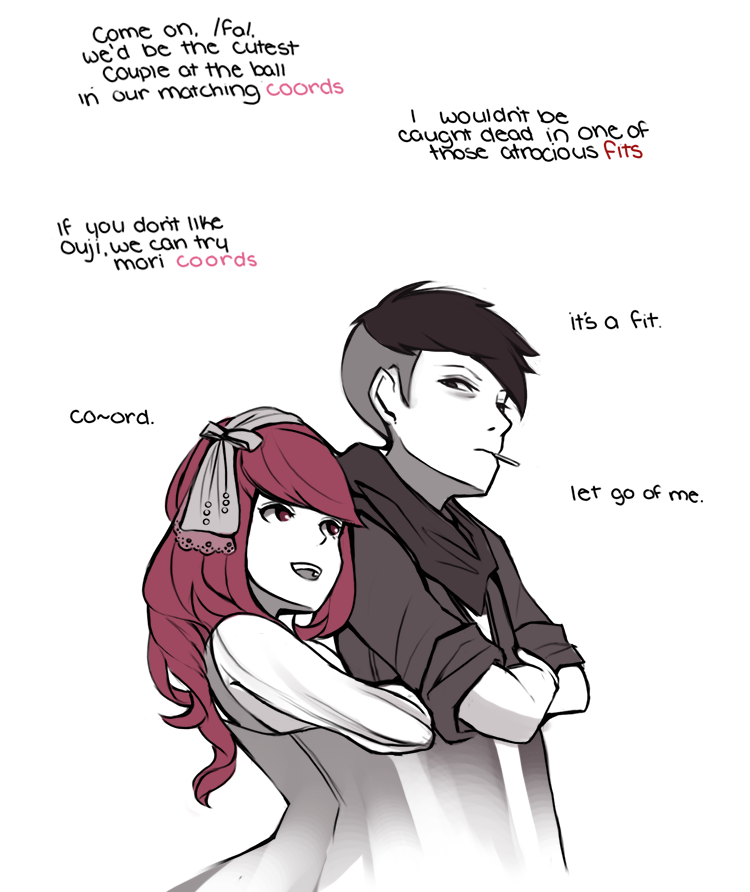 Come on, /fa/,
we'd be the cutest
couple at the ball
in our matching coords
I wouldn't be
caught dead in one of
those atrocious fits
If you don't like
Ouji, we can try
mori coords
it's a fit.
co~ord.
let go of me.